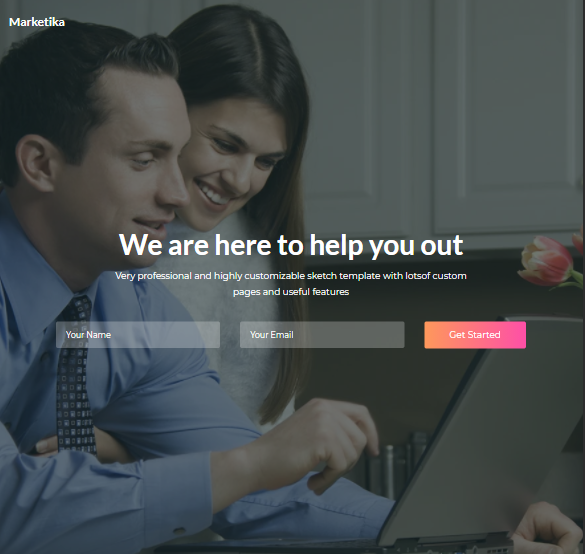 Marketika
We are here to help you out
Very professional and highly customizable sketch template with lotsof custom
pages and useful features
Your Name
Your Email
Get Started